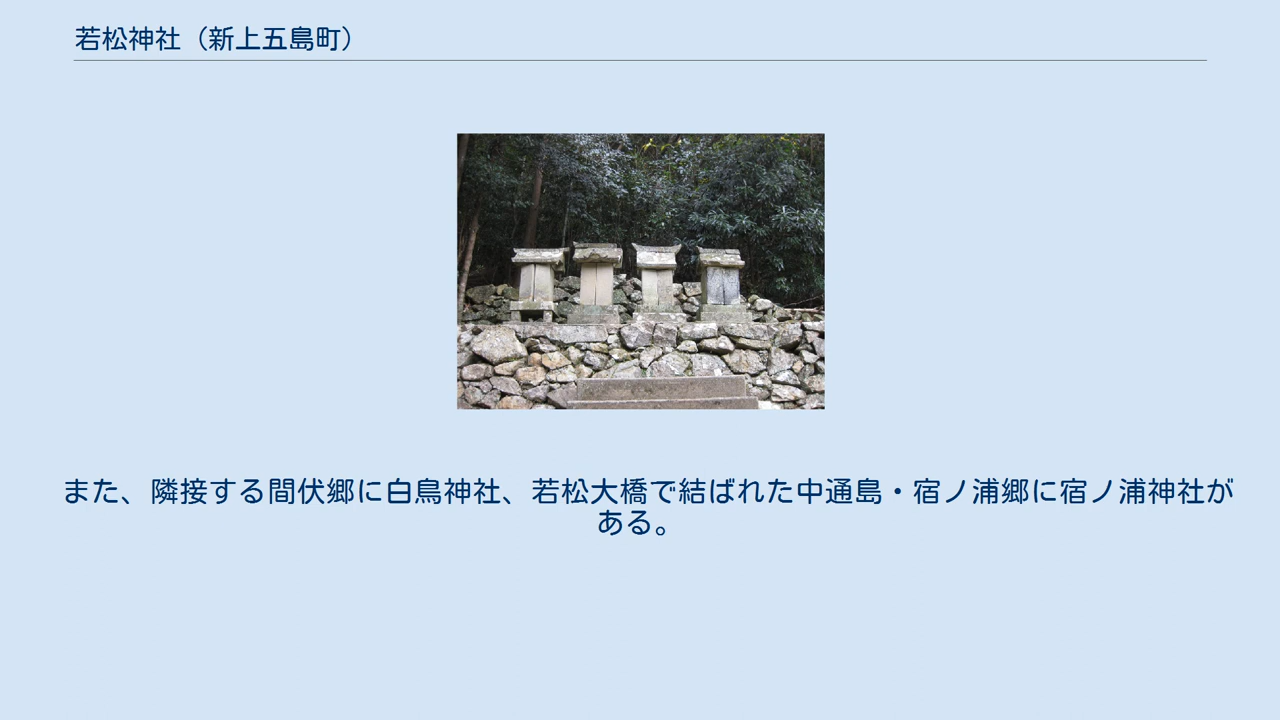 若松神社（新上五島町）
また、隣接する間伏郷に白鳥神社、若松大橋で結ばれた中通島・宿ノ浦郷に宿ノ浦神社が
ある。